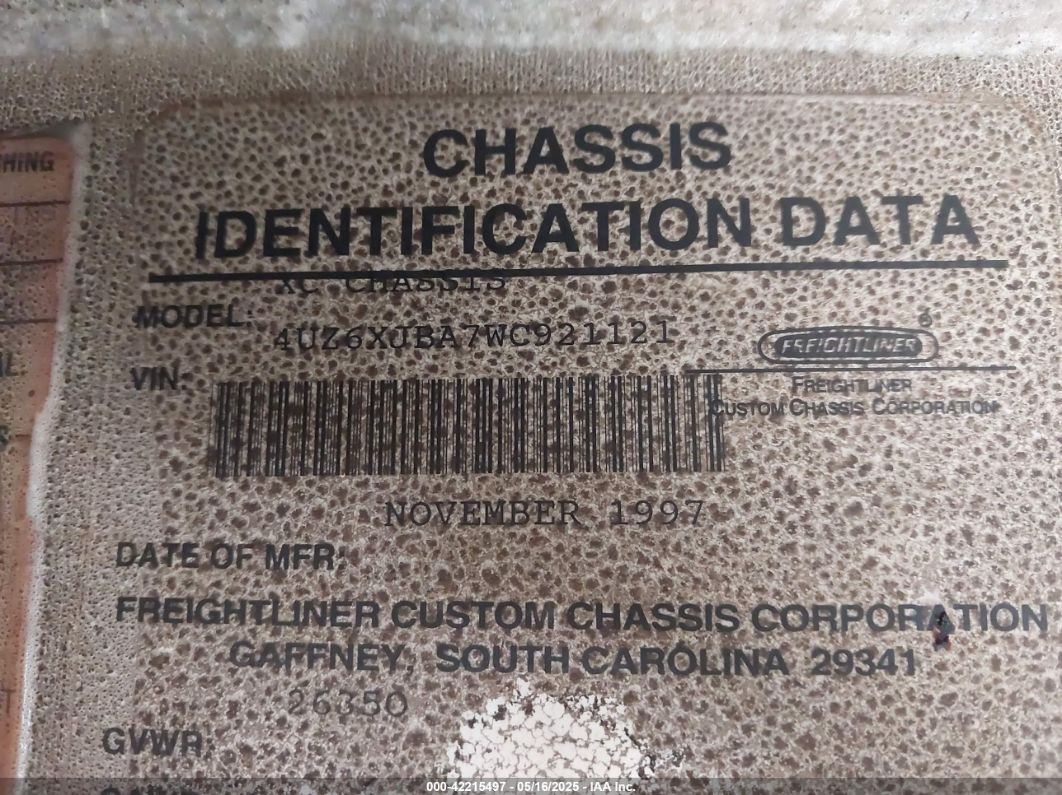 HING
CHASSIS
IDENTIFICATION DATA
XC CHASSIS
MODEL:
4UZ6XJBA7WC921121
VIN:
FREIGHTLINER
®
FREIGHTLINER
CUSTOM CHASSIS CORPORATION
NOVEMBER 1997
DATE OF MFR:
FREIGHTLINER CUSTOM CHASSIS CORPORATION
GAFFNEY, SOUTH CAROLINA 29341
26350
GVWR:
000-42215497 - 05/16/2025 - IAA Inc.